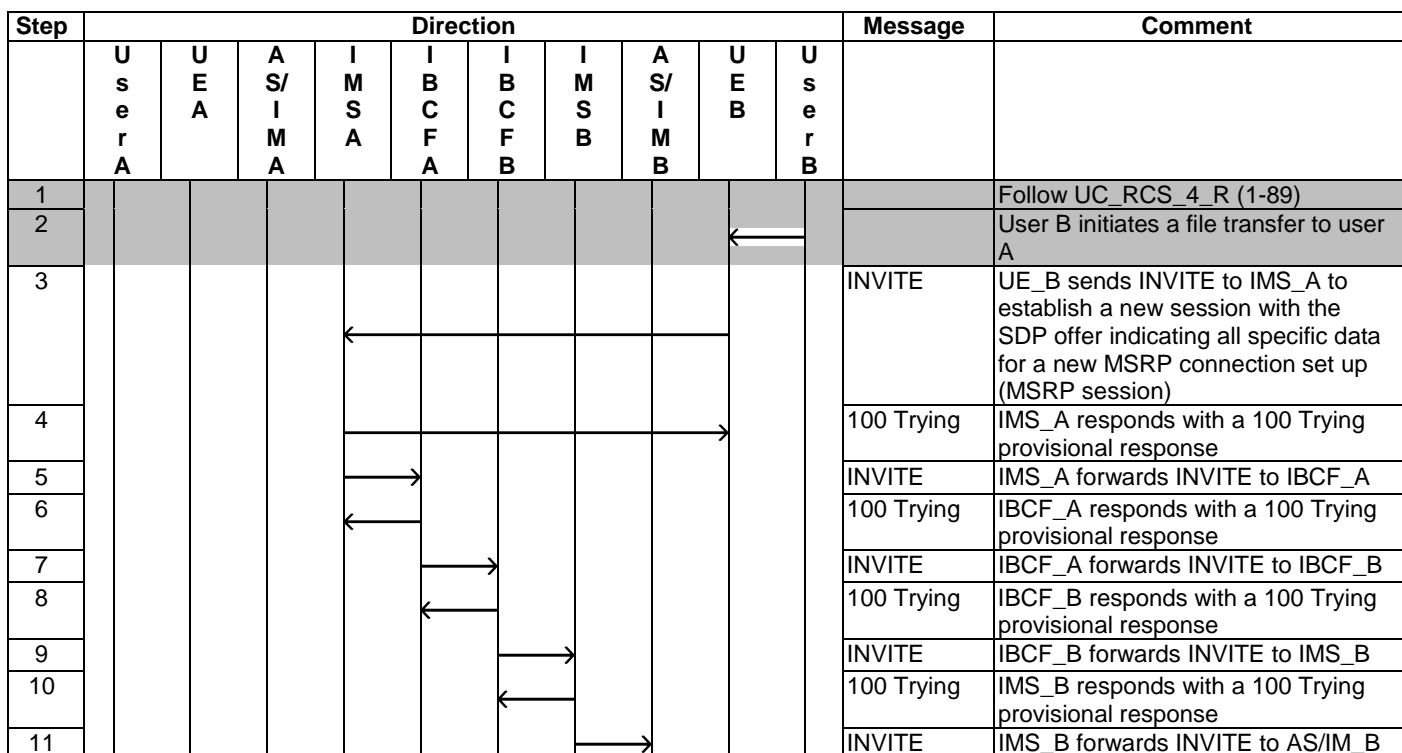 Step Direction Message Comment
U U A I I I I A U U
s E S/ M B B M S/ E s
e A I S C C S I B e
r M A F F B M r
A A A B B B
1 Follow UC_RCS_4_R (1-89)
2 User B initiates a file transfer to user
A
3 INVITE UE_B sends INVITE to IMS_A to
establish a new session with the
SDP offer indicating all specific data
for a new MSRP connection set up
(MSRP session)
4 100 Trying IMS_A responds with a 100 Trying
provisional response
5 INVITE IMS_A forwards INVITE to IBCF_A
6 100 Trying IBCF_A responds with a 100 Trying
provisional response
7 INVITE IBCF_A forwards INVITE to IBCF_B
8 100 Trying IBCF_B responds with a 100 Trying
provisional response
9 INVITE IBCF_B forwards INVITE to IMS_B
10 100 Trying IMS_B responds with a 100 Trying
provisional response
11 INVITE IMS_B forwards INVITE to AS/IM_B